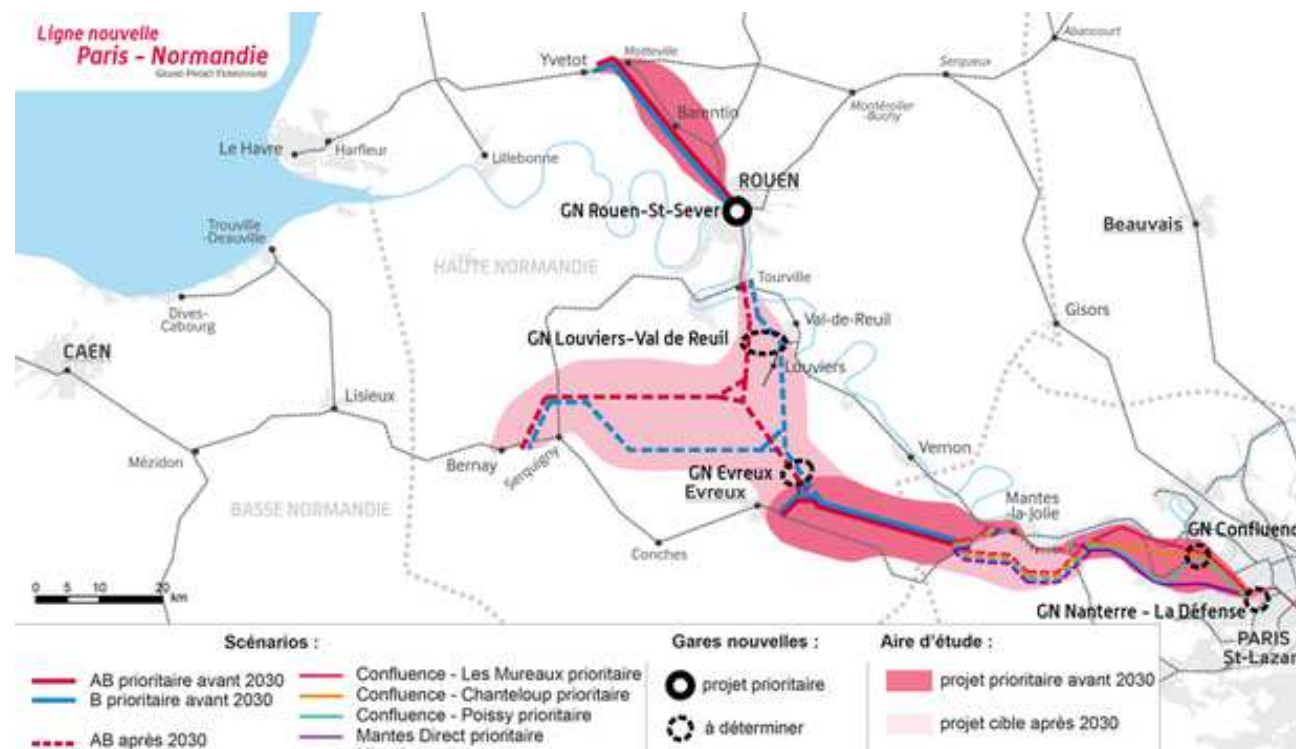 Ligne nouvelle
Paris - Normandie
GRAND PROJET FERROVIAIRE
Abancourt
Motteville
Yvetot
Serqueux
Montérolier-
Buchy
Barentin
Le Havre
Harfleur
Lillebonne
ROUEN
GN Rouen-St-Sever
Beauvais
Trouville
-Deauville
HAUTE NORMANDIE
Tourville
Dives-
Cabourg
Gisors
Val-de-Reuil
GN Louviers-Val de Reuil
CAEN
Louviers
Lisieux
Vernon
Mézidon
Bernay
Serquigny
GN Evreux
Evreux
Mantes
-la-Jolie
BASSE NORMANDIE
GN Confluenc
Conches
0 5 10 20
km
GN Nanterre - La Défense
PARIS
St-Lazar
Scénarios :
AB prioritaire avant 2030
B prioritaire avant 2030
AB après 2030
Confluence - Les Mureaux prioritaire
Confluence - Chanteloup prioritaire
Confluence - Poissy prioritaire
Mantes Direct prioritaire
Gares nouvelles :
projet prioritaire
à déterminer
Aire d'étude :
projet prioritaire avant 2030
projet cible après 2030